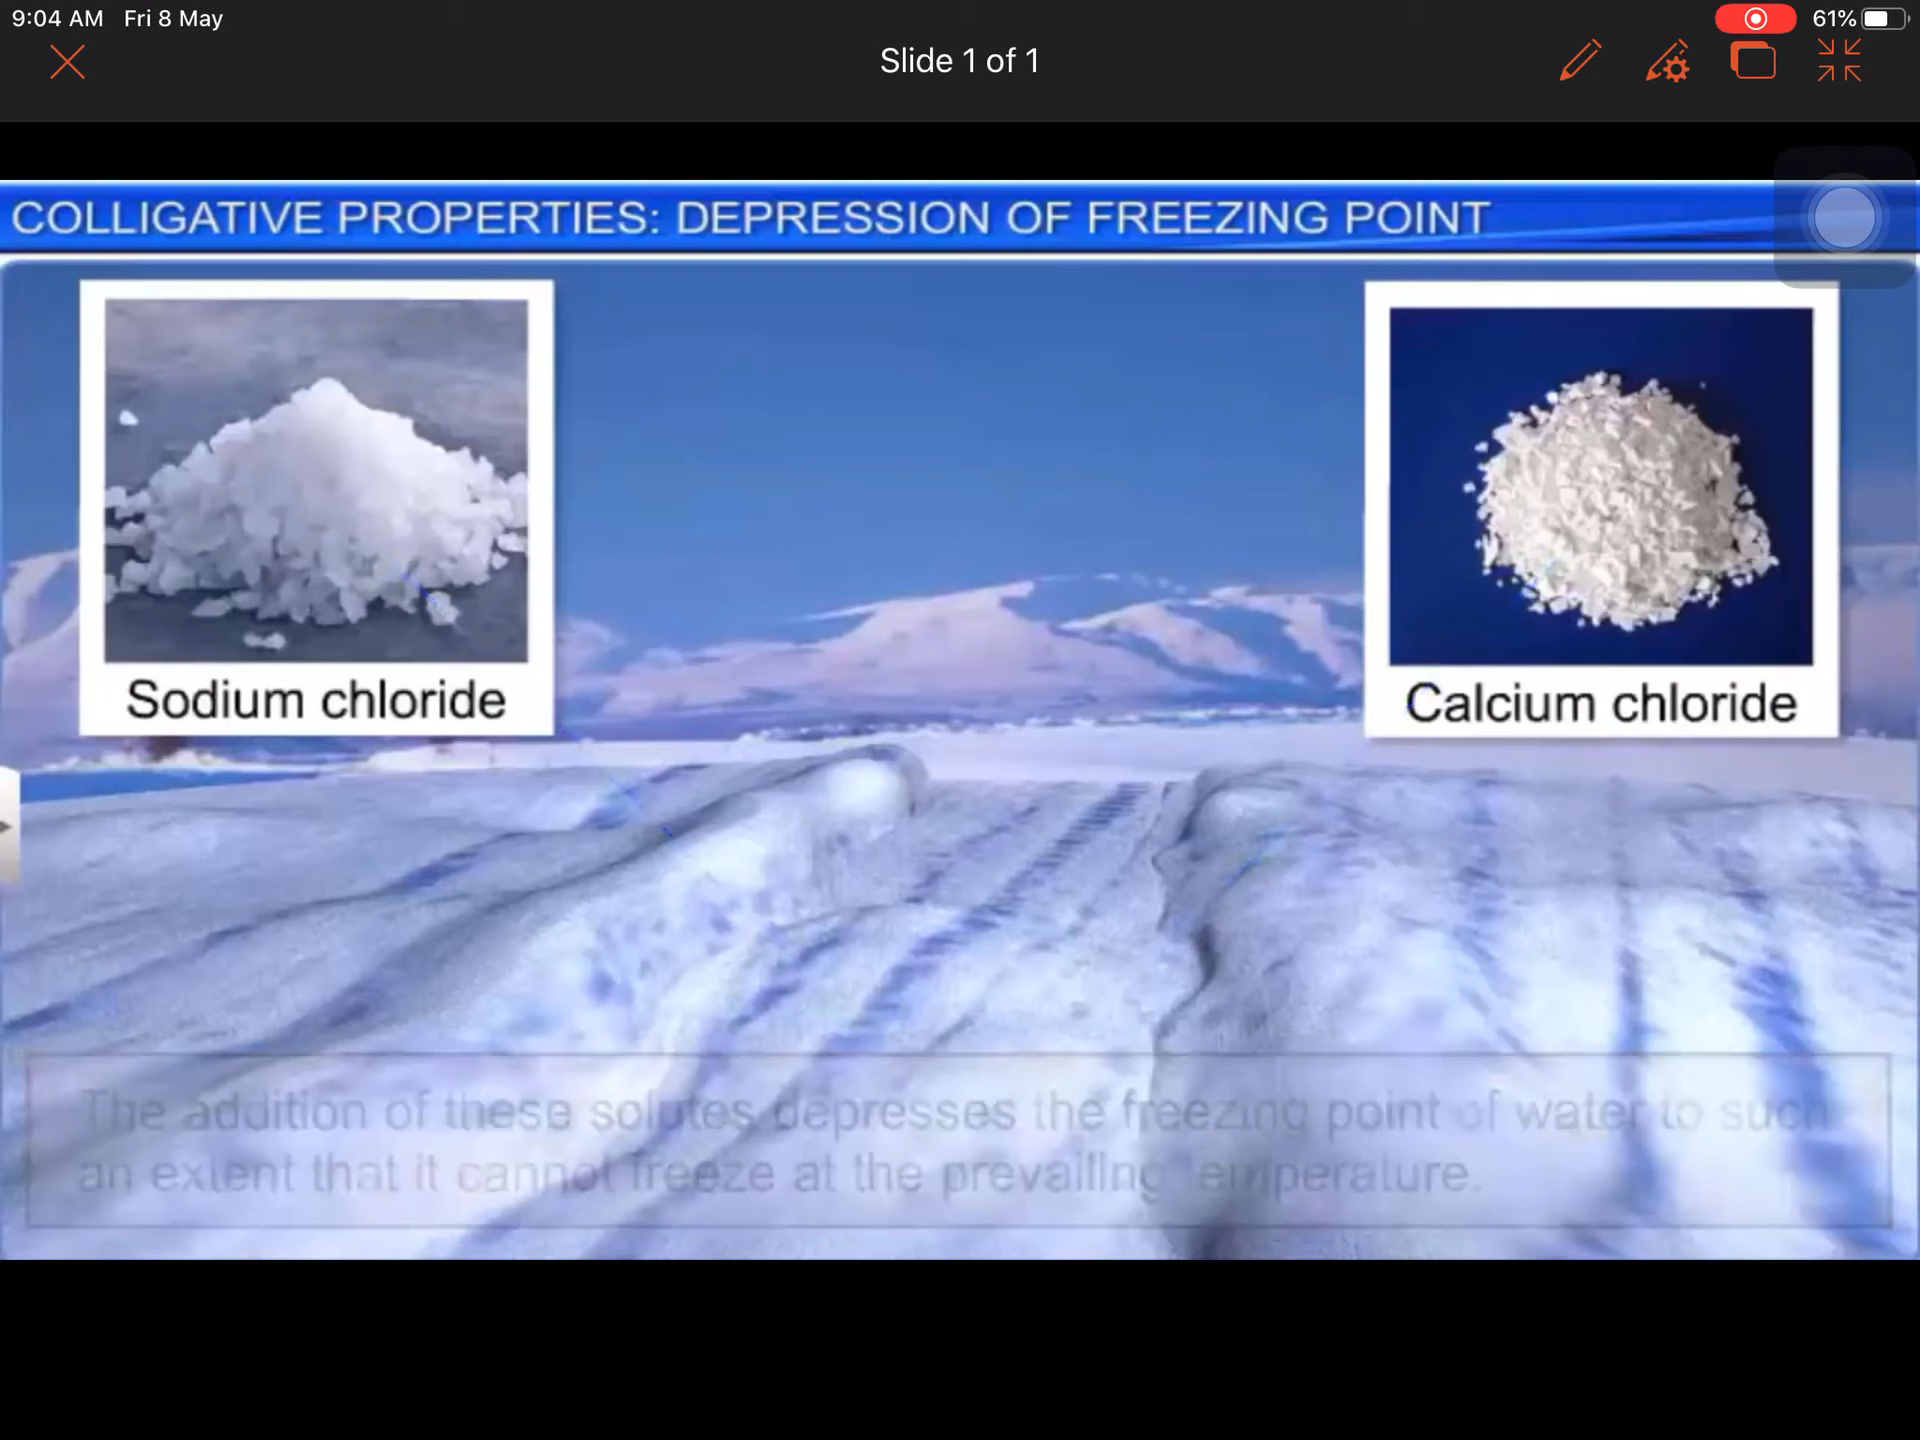 9:04 AM Fri 8 May
61%
Slide 1 of 1
COLLIGATIVE PROPERTIES: DEPRESSION OF FREEZING POINT
Sodium chloride
Calcium chloride
The addition of these solutes depresses the freezing point of water to such
an extent that it cannot freeze at the prevailing temperature.